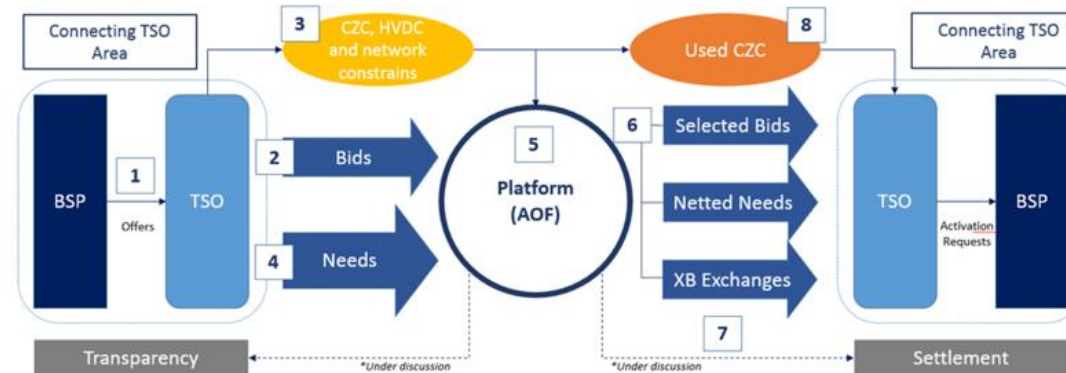 Connecting TSO
Area
3
CZC, HVDC
and network
constrains
8
Used CZC
Connecting TSO
Area
BSP
1
Offers
TSO
2
Bids
4
Needs
5
Platform
(AOF)
6
Selected Bids
Netted Needs
XB Exchanges
7
TSO
Activation
Requests
BSP
Transparency
*Under discussion
*Under discussion
Settlement